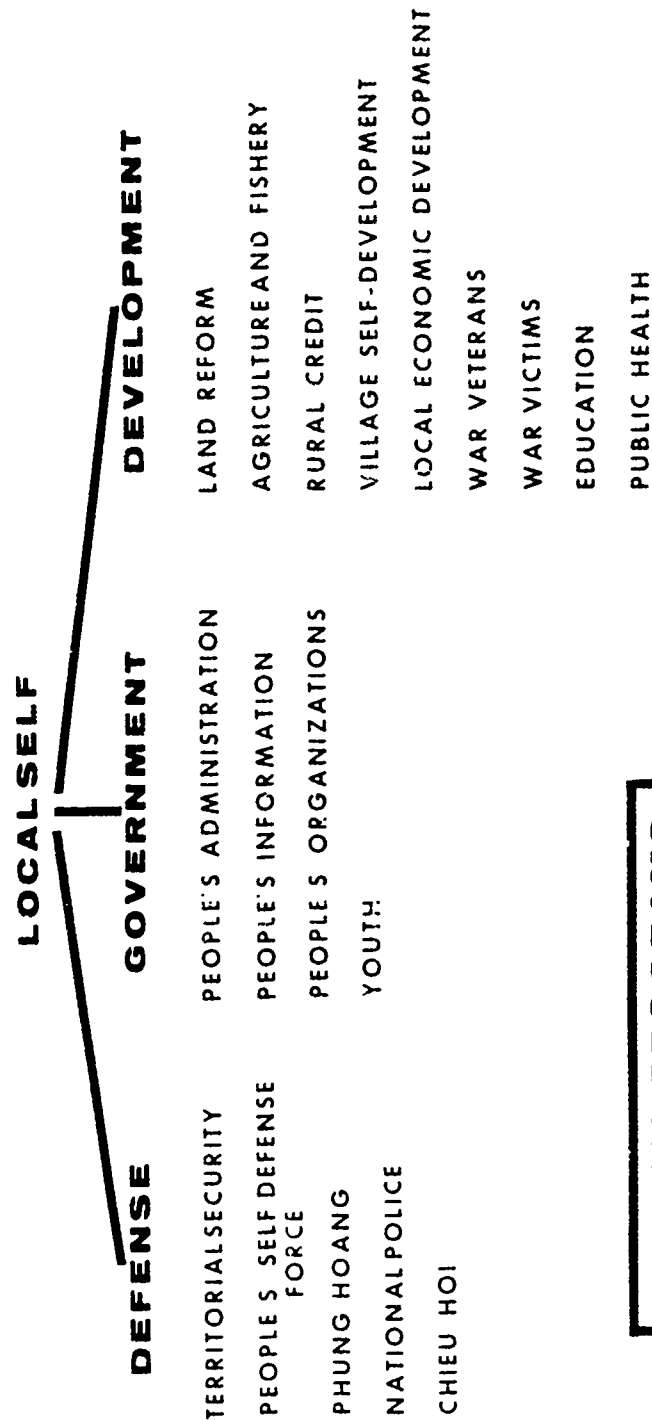 LOCAL SELF
DEFENSE
TERRITORIAL SECURITY
PEOPLE S SELF DEFENSE
FORCE
PHUNG HOANG
NATIONAL POLICE
CHIEU HOI
GOVERNMENT
PEOPLE'S ADMINISTRATION
PEOPLE'S INFORMATION
PEOPLE S ORGANIZATIONS
YOUTH
DEVELOPMENT
LAND REFORM
AGRICULTURE AND FISHERY
RURAL CREDIT
VILLAGE SELF-DEVELOPMENT
LOCAL ECONOMIC DEVELOPMENT
WAR VETERANS
WAR VICTIMS
EDUCATION
PUBLIC HEALTH